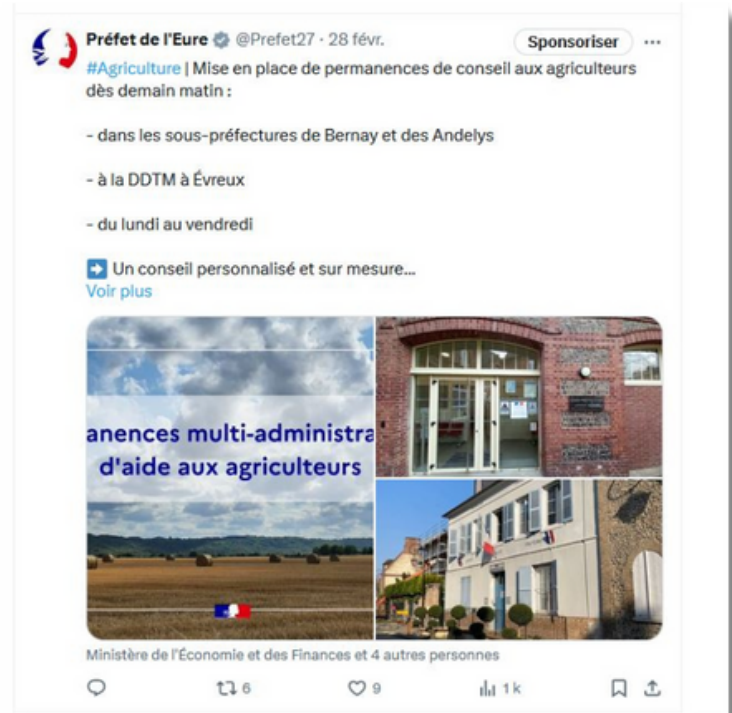 Préfet de l'Eure @Prefet27 · 28 févr.
Sponsoriser
#Agriculture | Mise en place de permanences de conseil aux agriculteurs
dès demain matin :
- dans les sous-préfectures de Bernay et des Andelys
- à la DDTM à Évreux
- du lundi au vendredi
➡ Un conseil personnalisé et sur mesure...
Voir plus
anences multi-administra
d'aide aux agriculteurs
Ministère de l'Économie et des Finances et 4 autres personnes
6
9
1 k